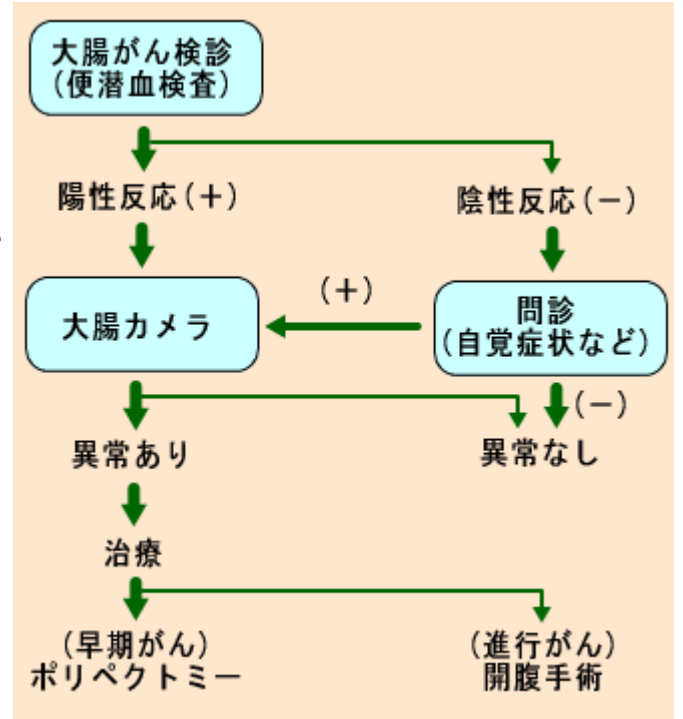 大腸がん検診
(便潜血検査)
陽性反応(+)
陰性反応(-)
大腸カメラ
(+)
問診
(自覚症状など)
(-)
異常あり
異常なし
治療
(早期がん)
ポリペクトミー
(進行がん)
開腹手術